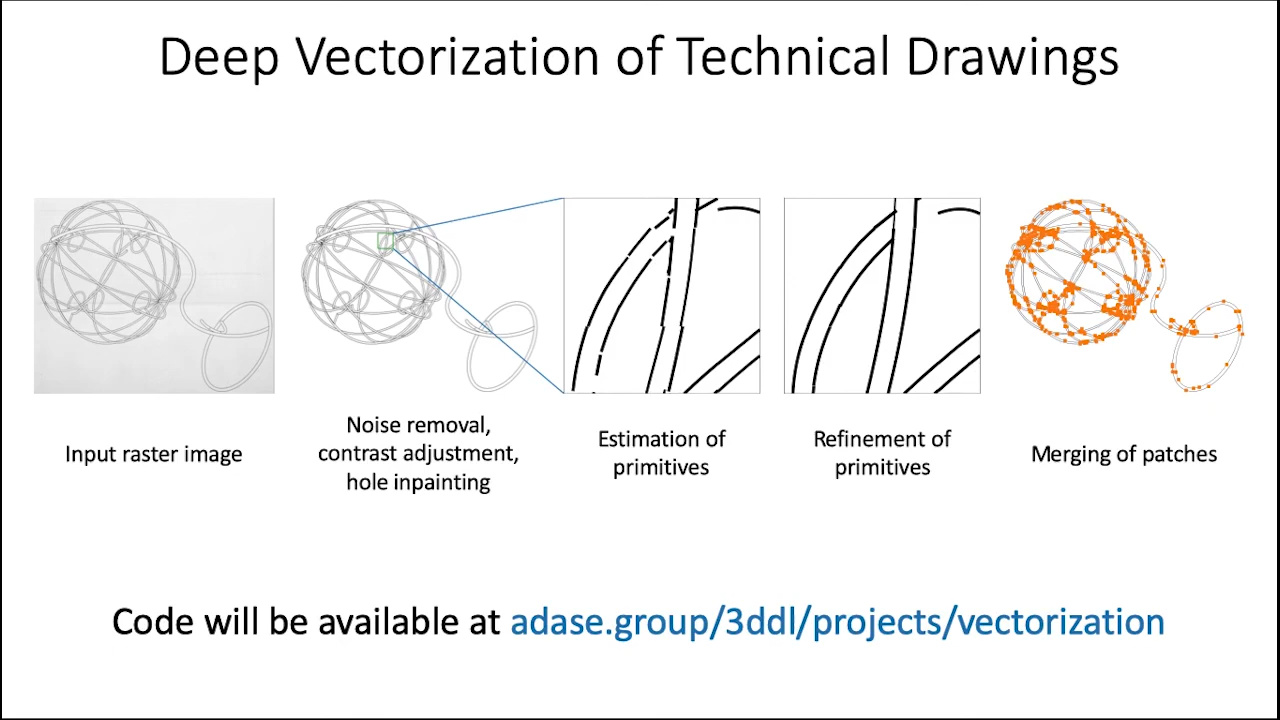 Deep Vectorization of Technical Drawings
Input raster image
Noise removal,
contrast adjustment,
hole inpainting
Estimation of
primitives
Refinement of
primitives
Merging of patches
Code will be available at adase.group/3ddl/projects/vectorization